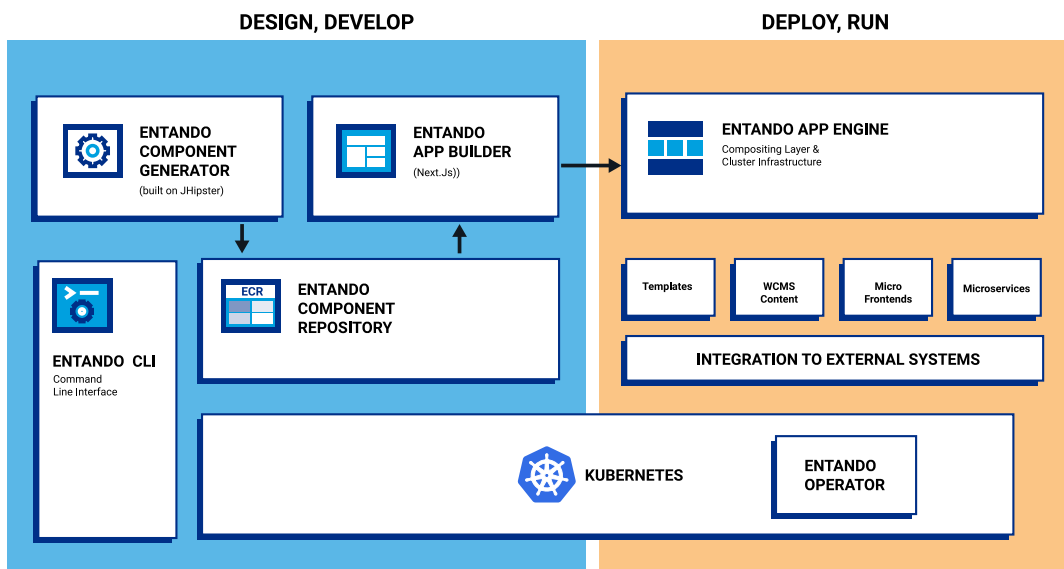 DESIGN, DEVELOP
DEPLOY, RUN
ENTANDO
COMPONENT
GENERATOR
(built on JHipster)
ENTANDO
APP BUILDER
(Next.Js))
ENTANDO APP ENGINE
Compositing Layer &
Cluster Infrastructure
ENTANDO CLI
Command
Line Interface
ECR
ENTANDO
COMPONENT
REPOSITORY
Templates
WCMS
Content
Micro
Frontends
Microservices
INTEGRATION TO EXTERNAL SYSTEMS
KUBERNETES
ENTANDO
OPERATOR